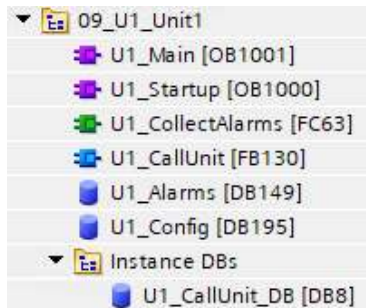 09_U1_Unit1
U1_Main [OB1001]
U1_Startup [OB1000]
U1_CollectAlarms [FC63]
U1_CallUnit [FB130]
U1_Alarms [DB149]
U1_Config [DB195]
Instance DBs
U1_CallUnit_DB [DB8]